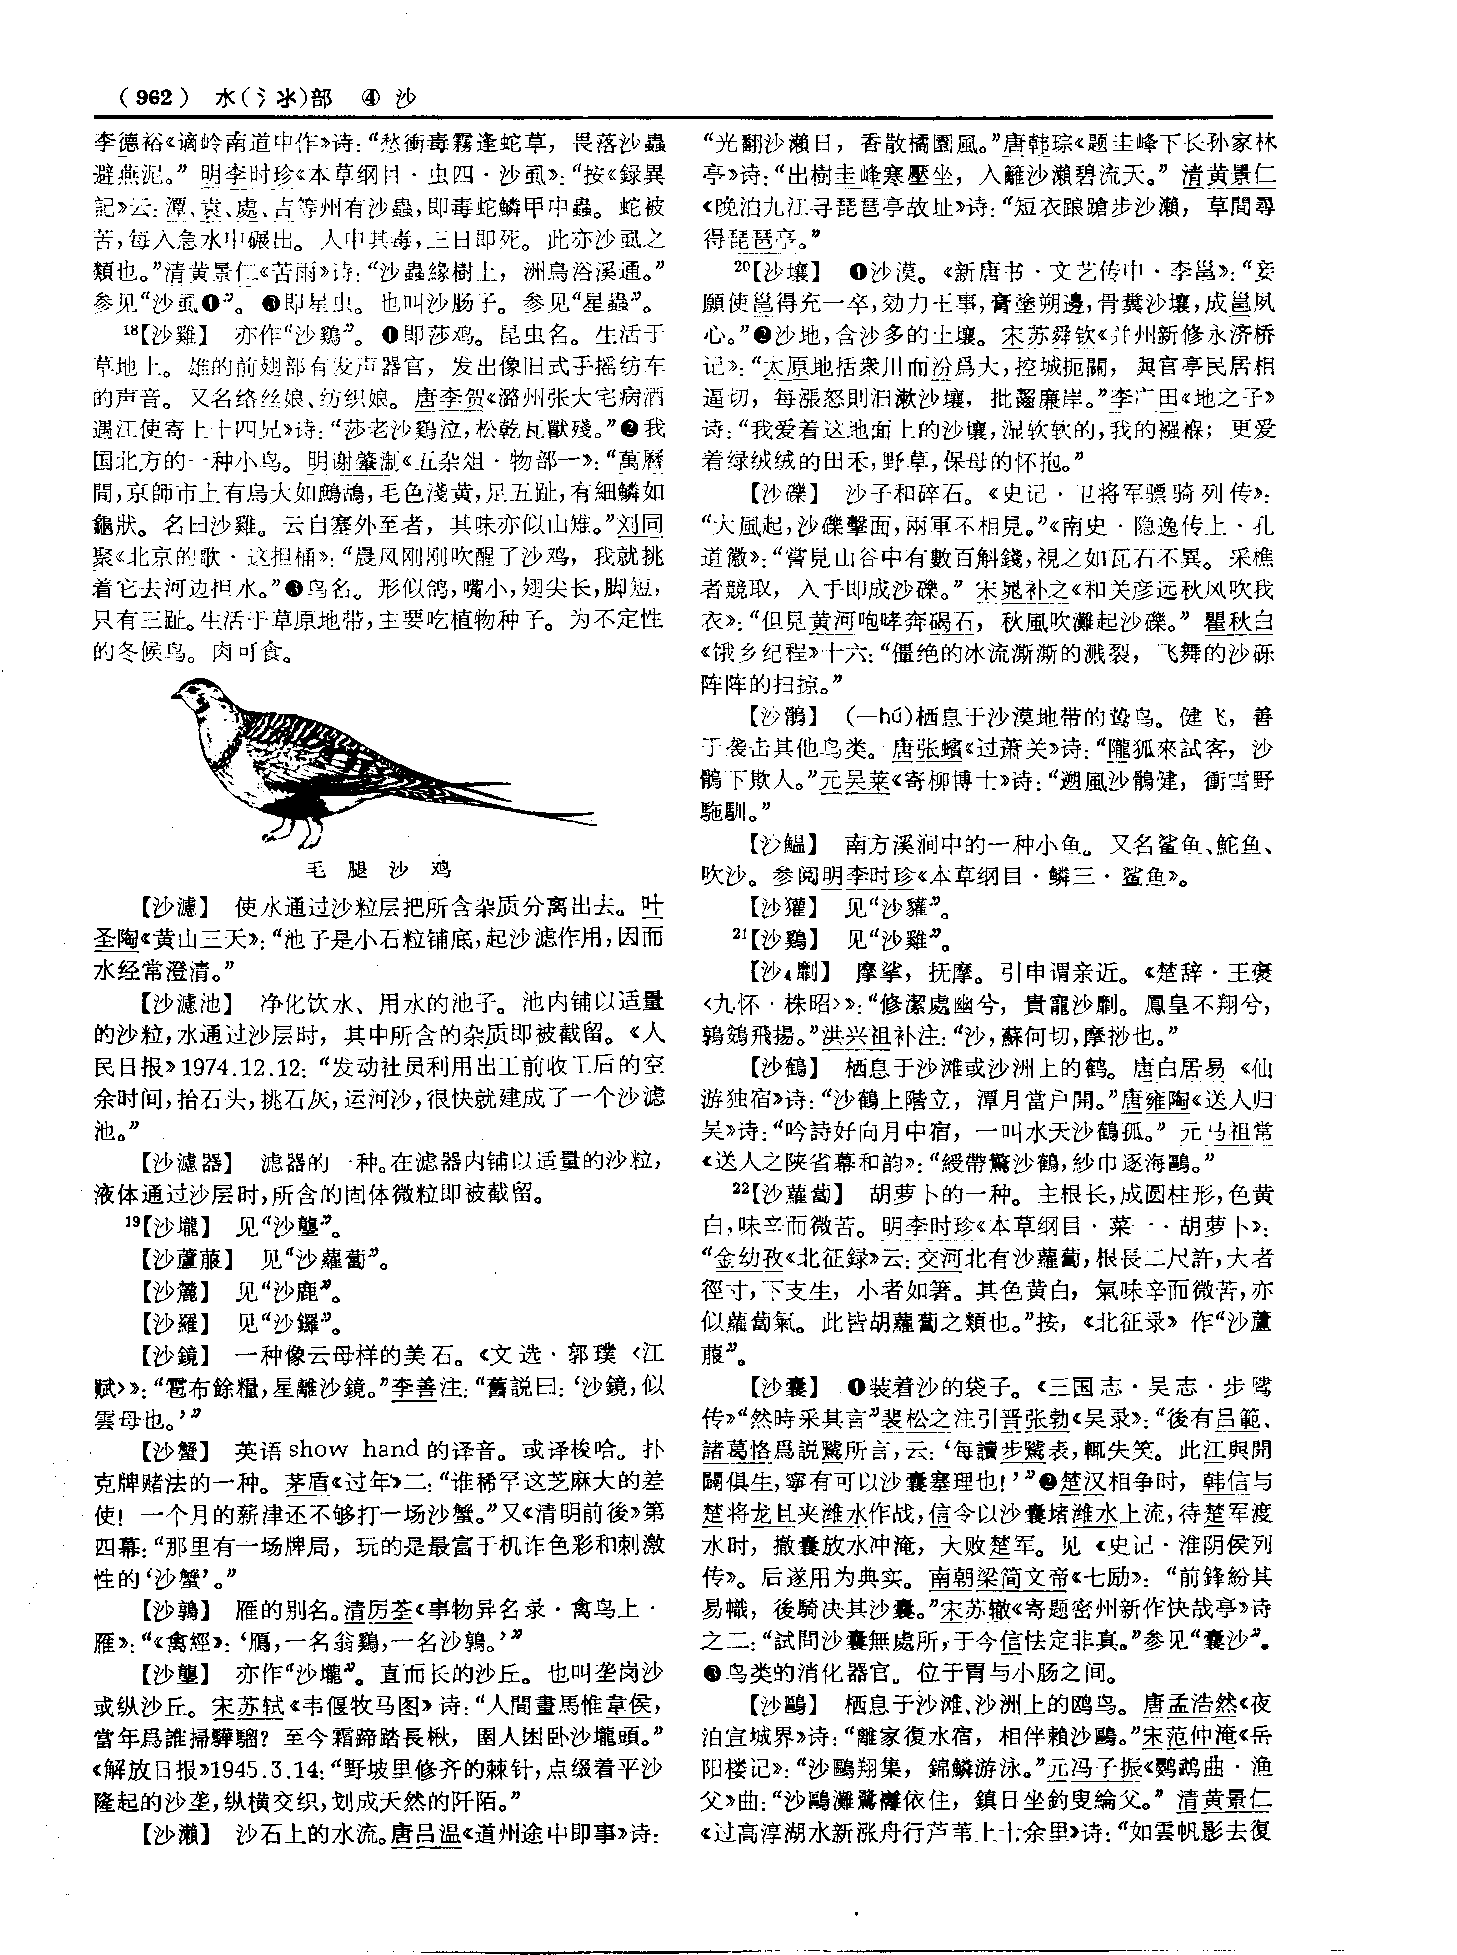 （962） 水(氵氺)部 ④ 沙
李德裕《谪岭南道中作》诗：“愁衝毒霧逢蛇草，畏落沙蟲
避燕泥。”明李时珍《本草纲目·虫四·沙虱》：“按《録異
記》云：潭、袁、處、吉等州有沙蟲，即毒蛇鱗甲中蟲。蛇被
苦，每入急水中碾出。人中其毒，三日即死。此亦沙虱之
類也。”清黄景仁《苦雨》诗：“沙蟲緣樹上，洲鳥浴溪通。”
参见“沙虱❶”。❸即星虫。也叫沙肠子。参见“星蟲”。
18【沙雞】 亦作“沙鷄”。❶即莎鸡。昆虫名。生活于
草地上。雄的前翅部有发声器官，发出像旧式手摇纺车
的声音。又名络丝娘、纺织娘。唐李贺《潞州张大宅病酒
遇江使寄上十四兄》诗：“莎老沙鷄泣，松乾瓦獸殘。”❷我
国北方的一种小鸟。明谢肇淛《五杂俎·物部一》：“萬曆
間，京師市上有鳥大如鷓鴣，毛色淺黄，足五趾，有細鱗如
龜狀。名曰沙雞。云自塞外至者，其味亦似山雉。”刘同
聚《北京的歌·这担桶》：“晨风刚刚吹醒了沙鸡，我就挑
着它去河边担水。”❸鸟名。形似鸽，嘴小，翅尖长，脚短，
只有三趾。生活于草原地带，主要吃植物种子。为不定性
的冬候鸟。肉可食。
毛腿沙鸡
【沙濾】 使水通过沙粒层把所含杂质分离出去。叶
圣陶《黄山三天》：“池子是小石粒铺底，起沙滤作用，因而
水经常澄清。”
【沙濾池】 净化饮水、用水的池子。池内铺以适量
的沙粒，水通过沙层时，其中所含的杂质即被截留。《人
民日报》1974.12.12：“发动社员利用出工前收工后的空
余时间，拾石头，挑石灰，运河沙，很快就建成了一个沙滤
池。”
【沙濾器】 滤器的一种。在滤器内铺以适量的沙粒，
液体通过沙层时，所含的固体微粒即被截留。
19【沙壠】 见“沙壟”。
【沙蘆菔】 见“沙蘿蔔”。
【沙麓】 见“沙鹿”。
【沙羅】 见“沙鑼”。
【沙鏡】 一种像云母样的美石。《文选·郭璞〈江
赋〉》：“雹布餘糧，星離沙鏡。”李善注：“舊説曰：‘沙鏡，似
雲母也。’”
【沙蟹】 英语 show hand 的译音。或译梭哈。扑
克牌赌法的一种。茅盾《过年》二：“谁稀罕这芝麻大的差
使！一个月的薪津还不够打一场沙蟹。”又《清明前後》第
四幕：“那里有一场牌局，玩的是最富于机诈色彩和刺激
性的‘沙蟹’。”
【沙鶉】 雁的别名。清厉荃《事物异名录·禽鸟上·
雁》：“《禽經》：‘鴈，一名翁鷄，一名沙鶉。’”
【沙壟】 亦作“沙壠”。直而长的沙丘。也叫垄岗沙
或纵沙丘。宋苏轼《韦偃牧马图》诗：“人間畫馬惟韋侯，
當年爲誰掃驊騮？至今霜蹄踏長楸，圉人困卧沙壠頭。”
《解放日报》1945.3.14：“野坡里修齐的棘针，点缀着平沙
隆起的沙垄，纵横交织，划成天然的阡陌。”
【沙瀨】 沙石上的水流。唐吕温《道州途中即事》诗：
“光翻沙瀨日，香散橘園風。”唐韩琮《题圭峰下长孙家林
亭》诗：“出樹圭峰寒壓坐，入籬沙瀨碧流天。”清黄景仁
《晚泊九江寻琵琶亭故址》诗：“短衣踉蹌步沙瀨，草間尋
得琵琶亭。”
20【沙壤】 ❶沙漠。《新唐书·文艺传中·李邕》：“妾
願使邕得充一卒，効力王事，膏塗朔邊，骨糞沙壤，成邕夙
心。”❷沙地，含沙多的土壤。宋苏舜钦《并州新修永济桥
记》：“太原地括衆川而汾爲大，控城扼關，與官亭民居相
逼切，每漲怒則汩漱沙壤，批齧廉岸。”李广田《地之子》
诗：“我爱着这地面上的沙壤，湿软软的，我的襁褓；更爱
着绿绒绒的田禾，野草，保母的怀抱。”
【沙礫】 沙子和碎石。《史记·卫将军骠骑列传》：
“大風起，沙礫擊面，兩軍不相見。”《南史·隐逸传上·孔
道徽》：“嘗見山谷中有數百斛錢，視之如瓦石不異。采樵
者競取，入手即成沙礫。”宋晁补之《和关彦远秋风吹我
衣》：“但見黄河咆哮奔碣石，秋風吹灘起沙礫。”瞿秋白
《饿乡纪程》十六：“僵绝的冰流澌澌的溅裂，飞舞的沙砾
阵阵的扫掠。”
【沙鶻】 （—hú）栖息于沙漠地带的鸷鸟。健飞，善
于袭击其他鸟类。唐张蠙《过萧关》诗：“隴狐來試客，沙
鶻下欺人。”元吴莱《寄柳博士》诗：“遡風沙鶻健，衝雪野
駞馴。”
【沙鰛】 南方溪涧中的一种小鱼。又名鲨鱼、鮀鱼、
吹沙。参阅明李时珍《本草纲目·鳞三·鲨鱼》。
【沙獾】 见“沙貛”。
21【沙鷄】 见“沙雞”。
【沙劘】 摩挲，抚摩。引申谓亲近。《楚辞·王褒
〈九怀·株昭〉》：“修潔處幽兮，貴寵沙劘。鳳皇不翔兮，
鶉鴳飛揚。”洪兴祖补注：“沙，蘇何切，摩挱也。”
【沙鶴】 栖息于沙滩或沙洲上的鹤。唐白居易《仙
游独宿》诗：“沙鶴上階立，潭月當户開。”唐雍陶《送人归
吴》诗：“吟詩好向月中宿，一叫水天沙鶴孤。”元马祖常
《送人之陕省幕和韵》：“綬帶驚沙鶴，紗巾逐海鷗。”
22【沙蘿蔔】 胡萝卜的一种。主根长，成圆柱形，色黄
白，味辛而微苦。明李时珍《本草纲目·菜一·胡萝卜》：
“金幼孜《北征録》云：交河北有沙蘿蔔，根長二尺許，大者
徑寸，下支生，小者如箸。其色黄白，氣味辛而微苦，亦
似蘿蔔氣。此皆胡蘿蔔之類也。”按，《北征录》作“沙蘆
菔”。
【沙囊】 ❶装着沙的袋子。《三国志·吴志·步骘
传》“然時采其言”裴松之注引晋张勃《吴录》：“後有吕範、
諸葛恪爲説騭所言，云：‘每讀步騭表，輒失笑。此江與開
闢俱生，寧有可以沙囊塞理也！’”❷楚汉相争时，韩信与
楚将龙且夹潍水作战，信令以沙囊堵潍水上流，待楚军渡
水时，撤囊放水冲淹，大败楚军。见《史记·淮阴侯列
传》。后遂用为典实。南朝梁简文帝《七励》：“前鋒紛其
易幟，後騎决其沙囊。”宋苏辙《寄题密州新作快哉亭》诗
之二：“試問沙囊無處所，于今信怯定非真。”参见“囊沙”。
❸鸟类的消化器官。位于胃与小肠之间。
【沙鷗】 栖息于沙滩、沙洲上的鸥鸟。唐孟浩然《夜
泊宣城界》诗：“離家復水宿，相伴賴沙鷗。”宋范仲淹《岳
阳楼记》：“沙鷗翔集，錦鱗游泳。”元冯子振《鹦鹉曲·渔
父》曲：“沙鷗灘鷺褵依住，鎮日坐釣叟綸父。”清黄景仁
《过高淳湖水新涨舟行芦苇上七余里》诗：“如雲帆影去復